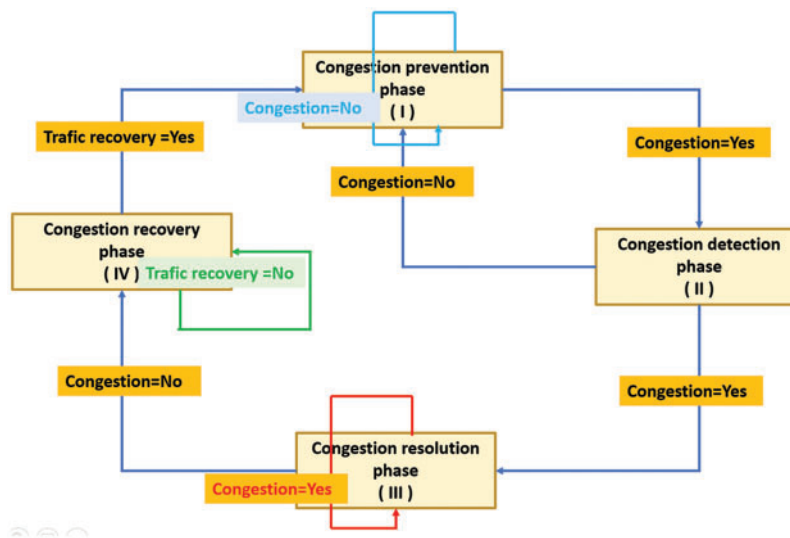 Congestion prevention
phase
( I )
Congestion=No
Trafic recovery =Yes
Congestion=Yes
Congestion=No
Congestion recovery
phase
( IV )
Trafic recovery =No
Congestion detection
phase
( II )
Congestion=No
Congestion=Yes
Congestion resolution
phase
( III )
Congestion=Yes